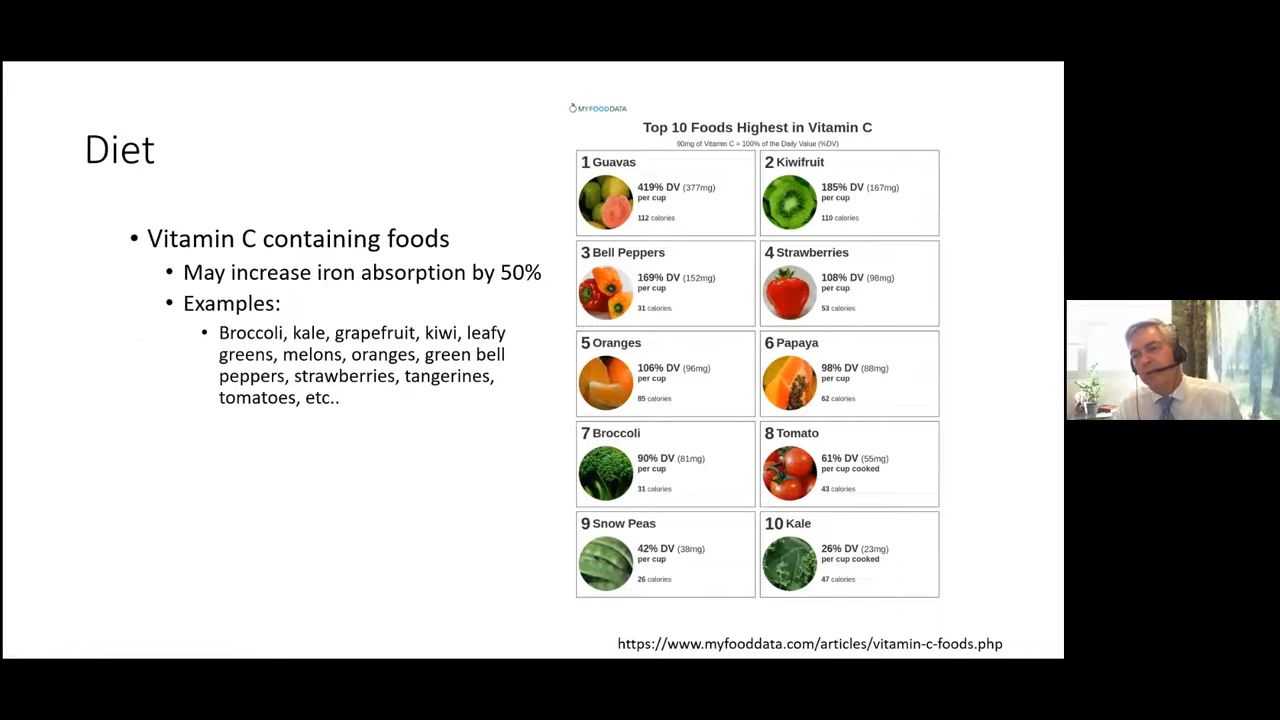 Diet
• Vitamin C containing foods
• May increase iron absorption by 50%
• Examples:
• Broccoli, kale, grapefruit, kiwi, leafy
greens, melons, oranges, green bell
peppers, strawberries, tangerines,
tomatoes, etc..
MYFOODDATA
Top 10 Foods Highest in Vitamin C
90mg of Vitamin C = 100% of the Daily Value (%DV)
1 Guavas
419% DV (377mg)
per cup
112 calories
2 Kiwifruit
185% DV (167mg)
per cup
110 calories
3 Bell Peppers
169% DV (152mg)
per cup
31 calories
4 Strawberries
108% DV (98mg)
per cup
53 calories
5 Oranges
106% DV (96mg)
per cup
85 calories
6 Papaya
98% DV (88mg)
per cup
62 calories
7 Broccoli
90% DV (81mg)
per cup
31 calories
8 Tomato
61% DV (55mg)
per cup cooked
43 calories
9 Snow Peas
42% DV (38mg)
per cup
26 calories
10 Kale
26% DV (23mg)
per cup cooked
47 calories
https://www.myfooddata.com/articles/vitamin-c-foods.php